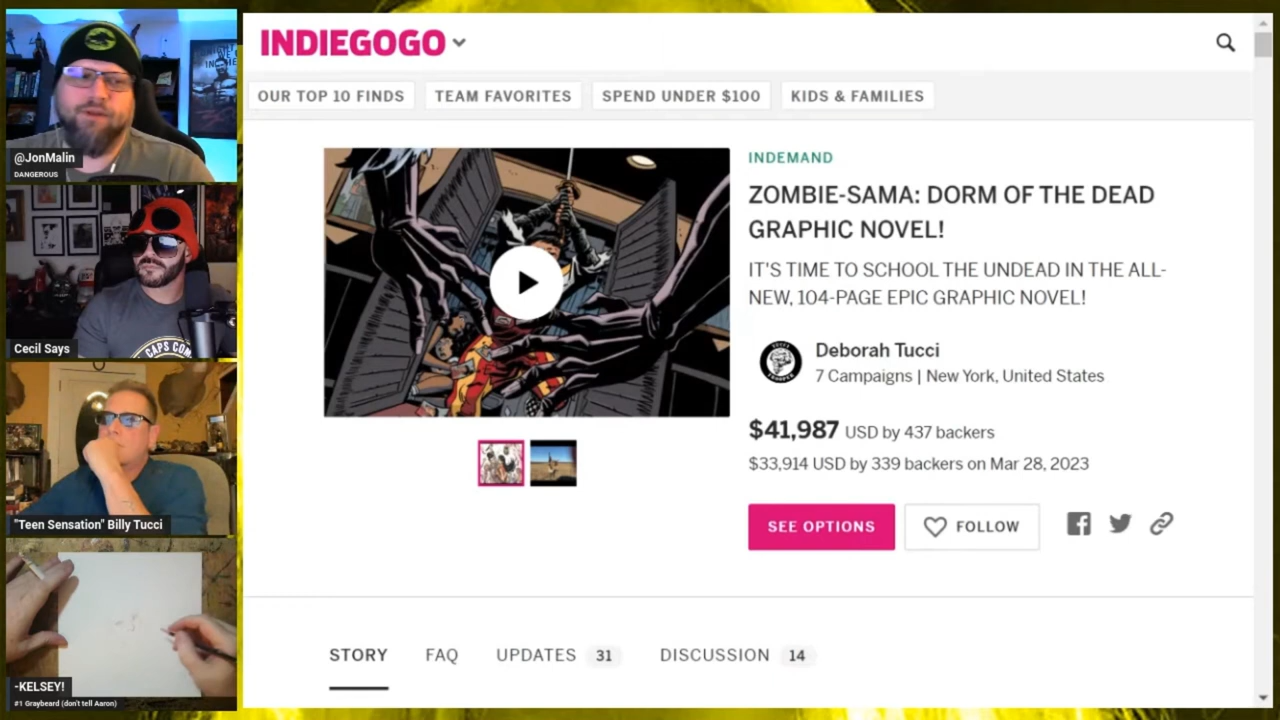 @JonMalin
DANGEROUS
Cecil Says
CAPS COM
"Teen Sensation" Billy Tucci
-KELSEY!
#1 Graybeard (don't tell Aaron)
INDIEGOGO
OUR TOP 10 FINDS
TEAM FAVORITES
SPEND UNDER $100
KIDS & FAMILIES
INDEMAND
ZOMBIE-SAMA: DORM OF THE DEAD
GRAPHIC NOVEL!
IT'S TIME TO SCHOOL THE UNDEAD IN THE ALL-
NEW, 104-PAGE EPIC GRAPHIC NOVEL!
Deborah Tucci
7 Campaigns | New York, United States
$41,987 USD by 437 backers
$33,914 USD by 339 backers on Mar 28, 2023
SEE OPTIONS
FOLLOW
STORY
FAQ
UPDATES 31
DISCUSSION 14